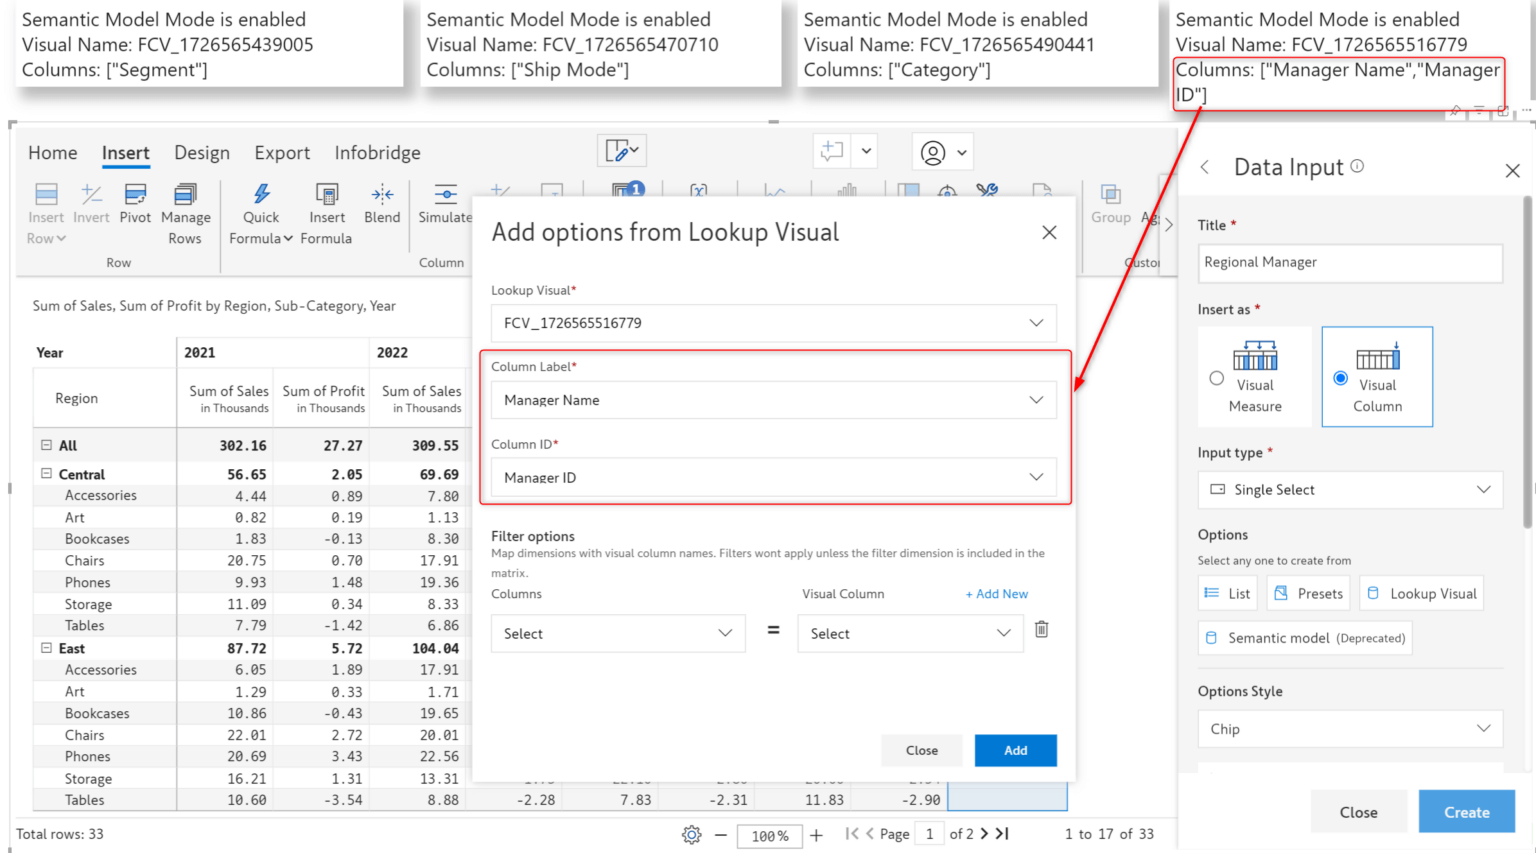 Semantic Model Mode is enabled
Visual Name: FCV_1726565439005
Columns: ["Segment"]
Semantic Model Mode is enabled
Visual Name: FCV_1726565470710
Columns: ["Ship Mode"]
Semantic Model Mode is enabled
Visual Name: FCV_1726565490441
Columns: ["Category"]
Semantic Model Mode is enabled
Visual Name: FCV_1726565516779
Columns: ["Manager Name","Manager
ID"]
Home Insert Design Export Infobridge
Insert
Row
Invert
Pivot
Manage
Rows
Row
Quick
Formula
Insert
Formula
Blend
Simulate
Column
1
Group
Sum of Sales, Sum of Profit by Region, Sub-Category, Year
Year 2021 2022
Region Sum of Sales Sum of Profit Sum of Sales
in Thousands in Thousands in Thousands
All 302.16 27.27 309.55
Central 56.65 2.05 69.69
Accessories 4.44 0.89 7.80
Art 0.82 0.19 1.13
Bookcases 1.83 -0.13 8.30
Chairs 20.75 0.70 17.91
Phones 9.93 1.48 19.36
Storage 11.09 0.34 8.33
Tables 7.79 -1.42 6.86
East 87.72 5.72 104.04
Accessories 6.05 1.89 17.91
Art 1.29 0.33 1.71
Bookcases 10.86 -0.43 19.65
Chairs 22.01 2.72 20.01
Phones 20.69 3.43 22.56
Storage 16.21 1.31 13.31
Tables 10.60 -3.54 8.88 -2.28 7.83 -2.31 11.83 -2.90
Total rows: 33
100%
Page 1 of 2
1 to 17 of 33
Add options from Lookup Visual
Lookup Visual*
FCV_1726565516779
Column Label*
Manager Name
Column ID*
Manager ID
Filter options
Map dimensions with visual column names. Filters wont apply unless the filter dimension is included in the
matrix.
Columns Visual Column + Add New
Select = Select
Close Add
Data Input
Title *
Regional Manager
Insert as *
Visual
Measure
Visual
Column
Input type *
Single Select
Options
Select any one to create from
List Presets Lookup Visual
Semantic model (Deprecated)
Options Style
Chip
Close Create